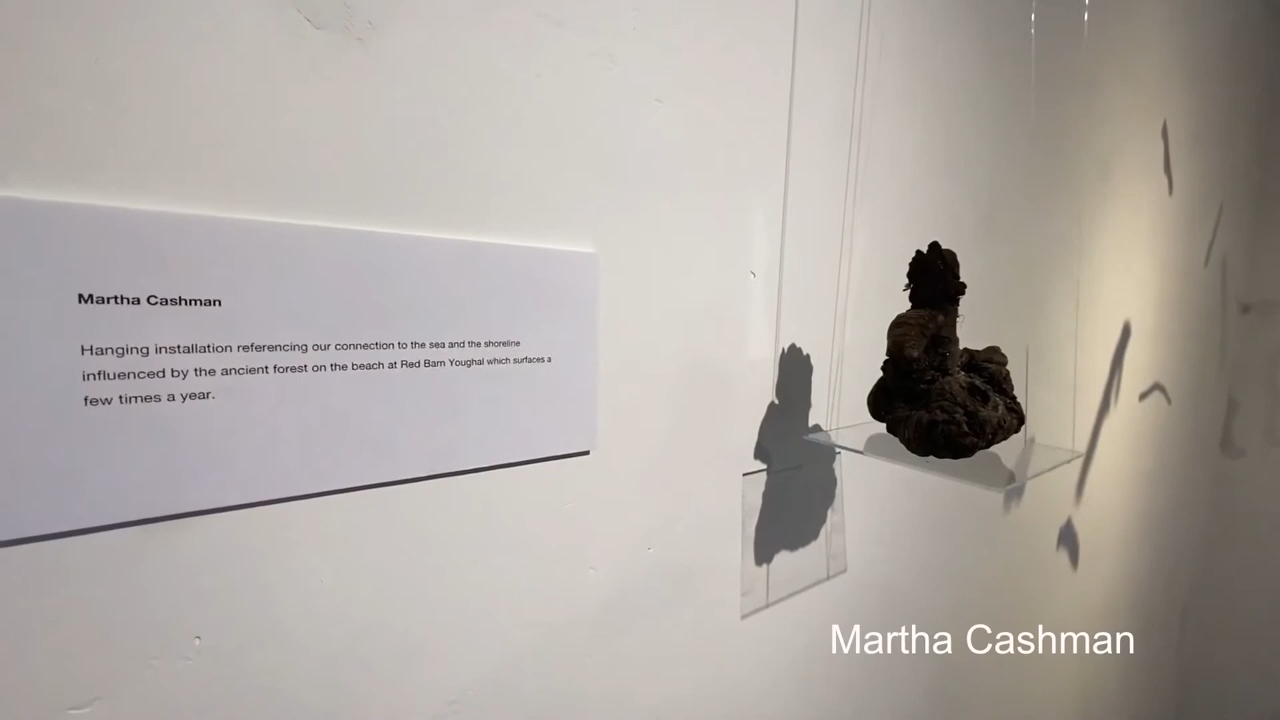 Martha Cashman
Hanging installation referencing our connection to the sea and the shoreline
influenced by the ancient forest on the beach at Red Barn Youghal which surfaces a
few times a year.
Martha Cashman